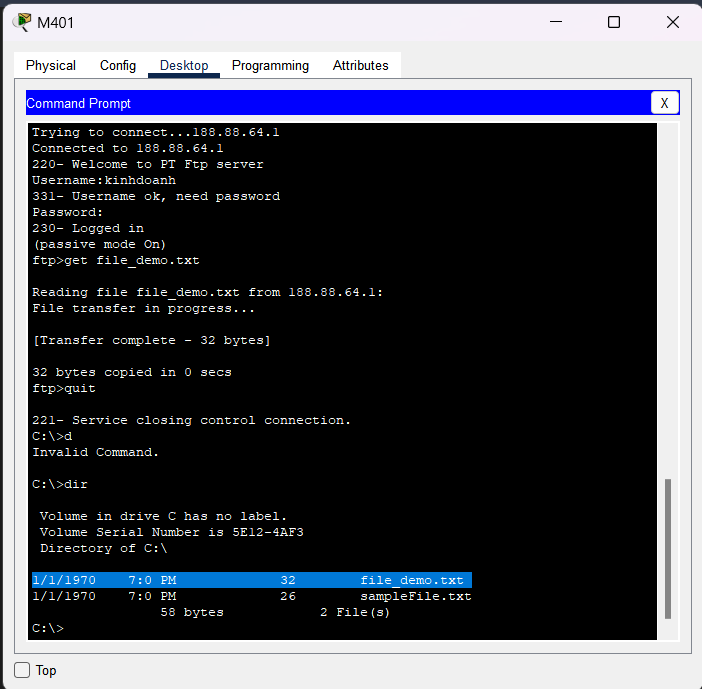 M401
Physical Config Desktop Programming Attributes
Command Prompt X
Trying to connect...188.88.64.1
Connected to 188.88.64.1
220- Welcome to PT Ftp server
Username:kinhdoanh
331- Username ok, need password
Password:
230- Logged in
(passive mode On)
ftp>get file_demo.txt
Reading file file_demo.txt from 188.88.64.1:
File transfer in progress...
[Transfer complete - 32 bytes]
32 bytes copied in 0 secs
ftp>quit
221- Service closing control connection.
C:\>d
Invalid Command.
C:\>dir
Volume in drive C has no label.
Volume Serial Number is 5E12-4AF3
Directory of C:\
1/1/1970 7:0 PM 32 file_demo.txt
1/1/1970 7:0 PM 26 sampleFile.txt
58 bytes 2 File(s)
C:\>
Top